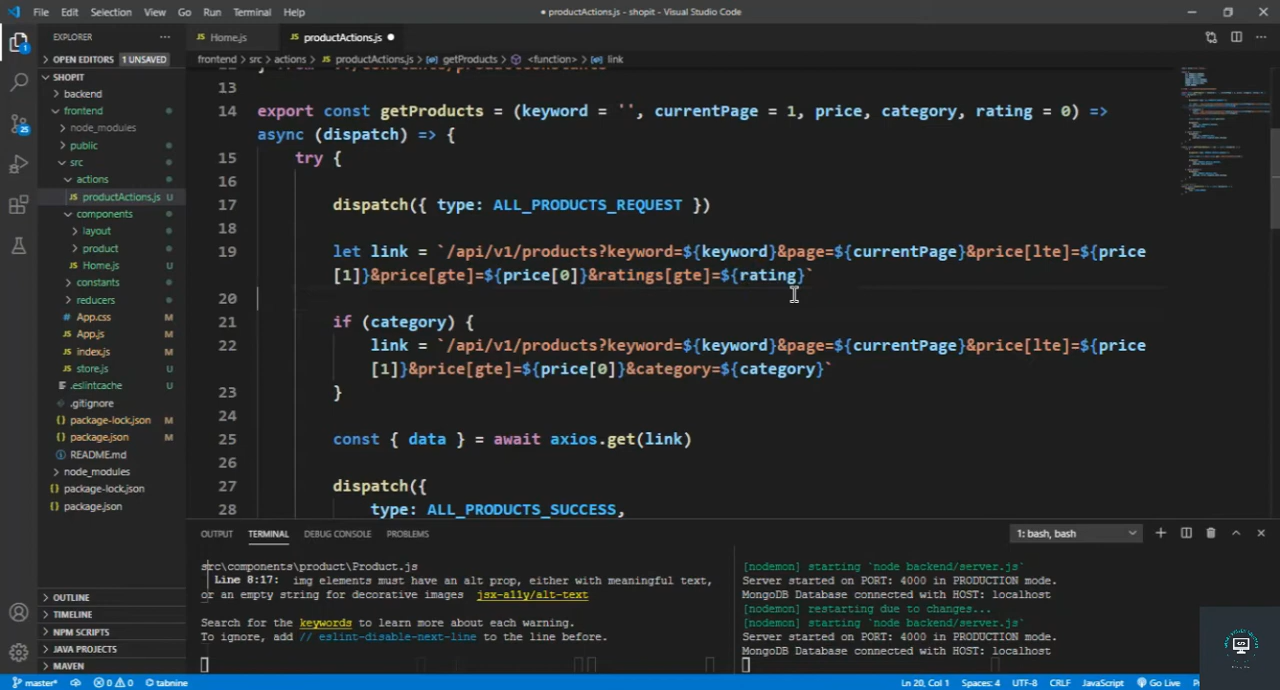 File Edit Selection View Go Run Terminal Help
● productActions.js - shopit - Visual Studio Code
EXPLORER
JS Home.js
JS productActions.js ●
OPEN EDITORS 1 UNSAVED
frontend > src > actions > JS productActions.js > getProducts > <function> > link
SHOPIT
backend
frontend
node_modules
public
src
actions
JS productActions.js U
components
layout
product
JS Home.js U
constants
reducers
App.css M
JS App.js M
JS index.js M
JS store.js M
.eslintcache U
.gitignore
{} package-lock.json M
{} package.json M
README.md
node_modules
{} package-lock.json
{} package.json
OUTLINE
TIMELINE
NPM SCRIPTS
JAVA PROJECTS
MAVEN
13
14 export const getProducts = (keyword = '', currentPage = 1, price, category, rating = 0) =>
async (dispatch) => {
15 try {
16
17 dispatch({ type: ALL_PRODUCTS_REQUEST })
18
19 let link = `/api/v1/products?keyword=${keyword}&page=${currentPage}&price[lte]=${price
[1]}&price[gte]=${price[0]}&ratings[gte]=${rating}`
20
21 if (category) {
22 link = `/api/v1/products?keyword=${keyword}&page=${currentPage}&price[lte]=${price
[1]}&price[gte]=${price[0]}&category=${category}`
23 }
24
25 const { data } = await axios.get(link)
26
27 dispatch({
28 type: ALL_PRODUCTS_SUCCESS,
OUTPUT TERMINAL DEBUG CONSOLE PROBLEMS
1: bash, bash
src\components\product\Product.js
Line 8:17: img elements must have an alt prop, either with meaningful text,
or an empty string for decorative images jsx-a11y/alt-text
Search for the keywords to learn more about each warning.
To ignore, add // eslint-disable-next-line to the line before.
[nodemon] starting `node backend/server.js`
Server started on PORT: 4000 in PRODUCTION mode.
MongoDB Database connected with HOST: localhost
[nodemon] restarting due to changes...
[nodemon] starting `node backend/server.js`
Server started on PORT: 4000 in PRODUCTION mode.
MongoDB Database connected with HOST: localhost
master* 0 0 tabnine
Ln 20, Col 1 Spaces: 4 UTF-8 CRLF JavaScript Go Live